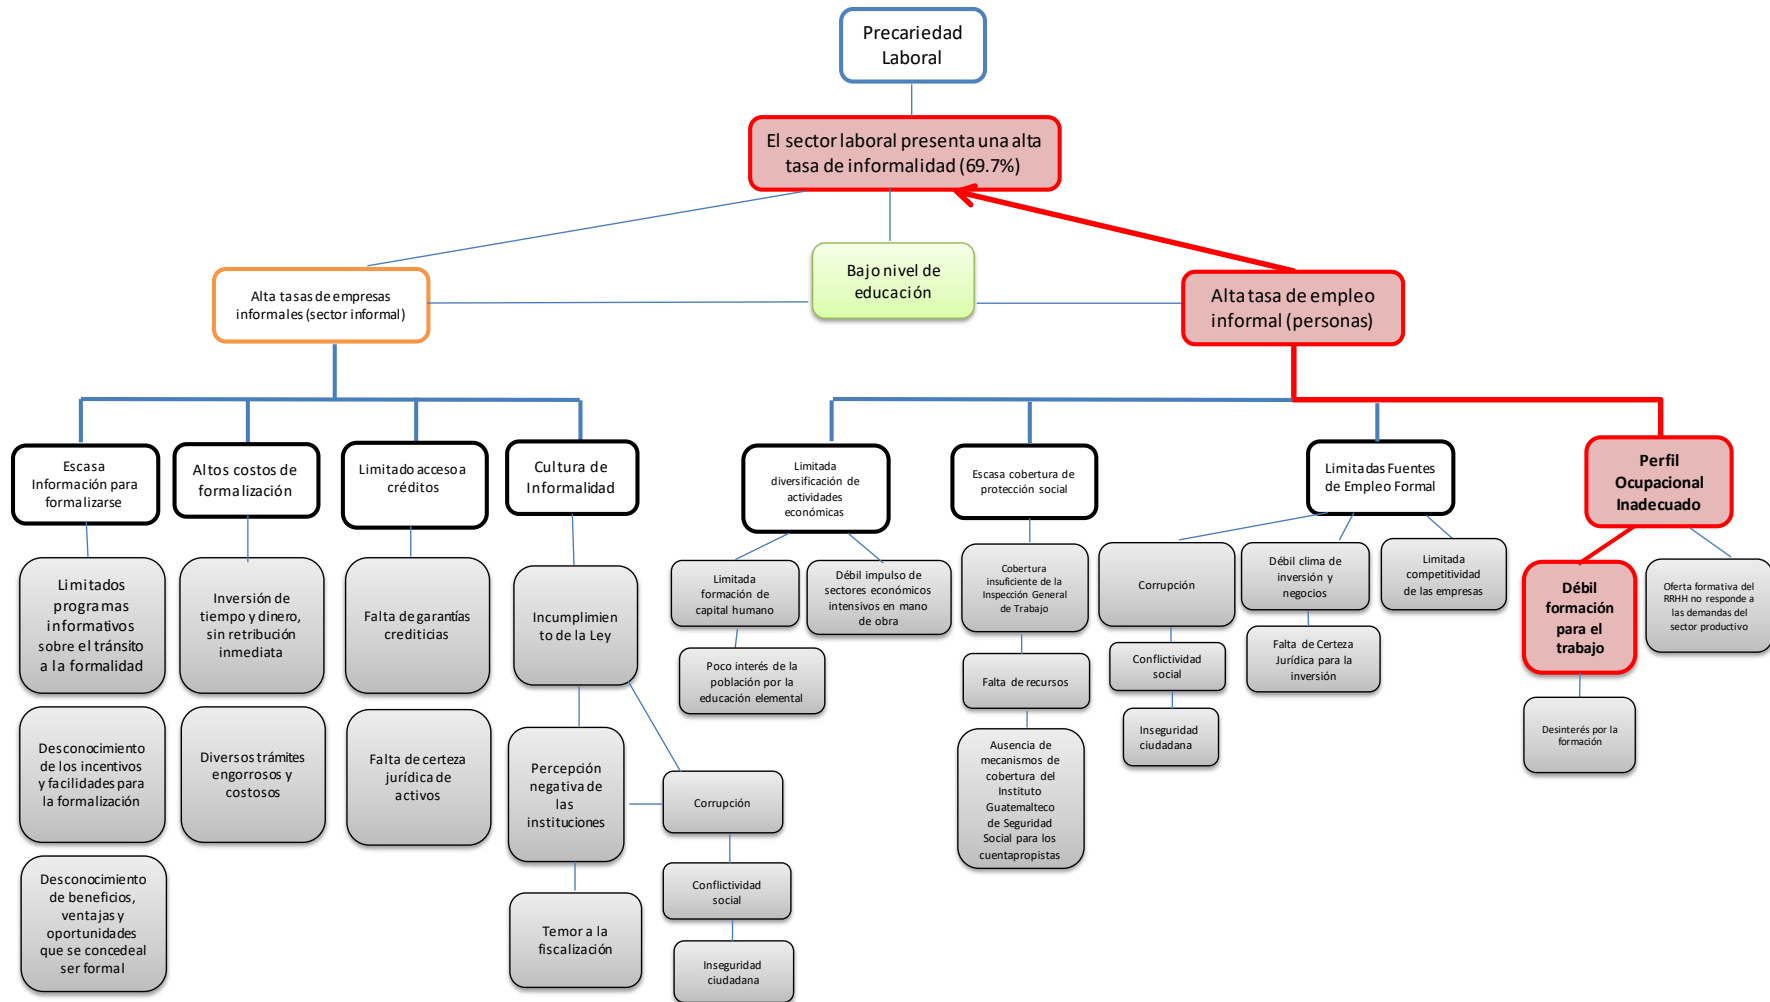 Precariedad
Laboral
El sector laboral presenta una alta
tasa de informalidad (69.7%)
Bajo nivel de
educación
Alta tasas de empresas
informales (sector informal)
Alta tasa de empleo
informal (personas)
Escasa
Información para
formalizarse
Altos costos de
formalización
Limitado acceso a
créditos
Cultura de
Informalidad
Limitada
diversificación de
actividades
económicas
Escasa cobertura de
protección social
Limitadas Fuentes
de Empleo Formal
Perfil
Ocupacional
Inadecuado
Limitados
programas
informativos
sobre el tránsito
a la formalidad
Inversión de
tiempo y dinero,
sin retribución
inmediata
Falta de garantías
crediticias
Incumplimien
to de la Ley
Limitada
formación de
capital humano
Débil impulso de
sectores económicos
intensivos en mano
de obra
Cobertura
insuficiente de la
Inspección General
de Trabajo
Corrupción
Débil clima de
inversión y
negocios
Limitada
competitividad
de las empresas
Débil
formación
para el
trabajo
Oferta formativa del
RRHH no responde a
las demandas del
sector productivo
Poco interés de la
población por la
educación elemental
Falta de recursos
Conflictividad
social
Falta de Certeza
Jurídica para la
inversión
Desconocimiento
de los incentivos
y facilidades para
la formalización
Diversos trámites
engorrosos y
costosos
Falta de certeza
jurídica de
activos
Percepción
negativa de
las
instituciones
Corrupción
Ausencia de
mecanismos de
cobertura del
Instituto
Guatemalteco
de Seguridad
Social para los
cuentapropistas
Inseguridad
ciudadana
Desinterés por la
formación
Desconocimiento
de beneficios,
ventajas y
oportunidades
que se concede al
ser formal
Temor a la
fiscalización
Conflictividad
social
Inseguridad
ciudadana